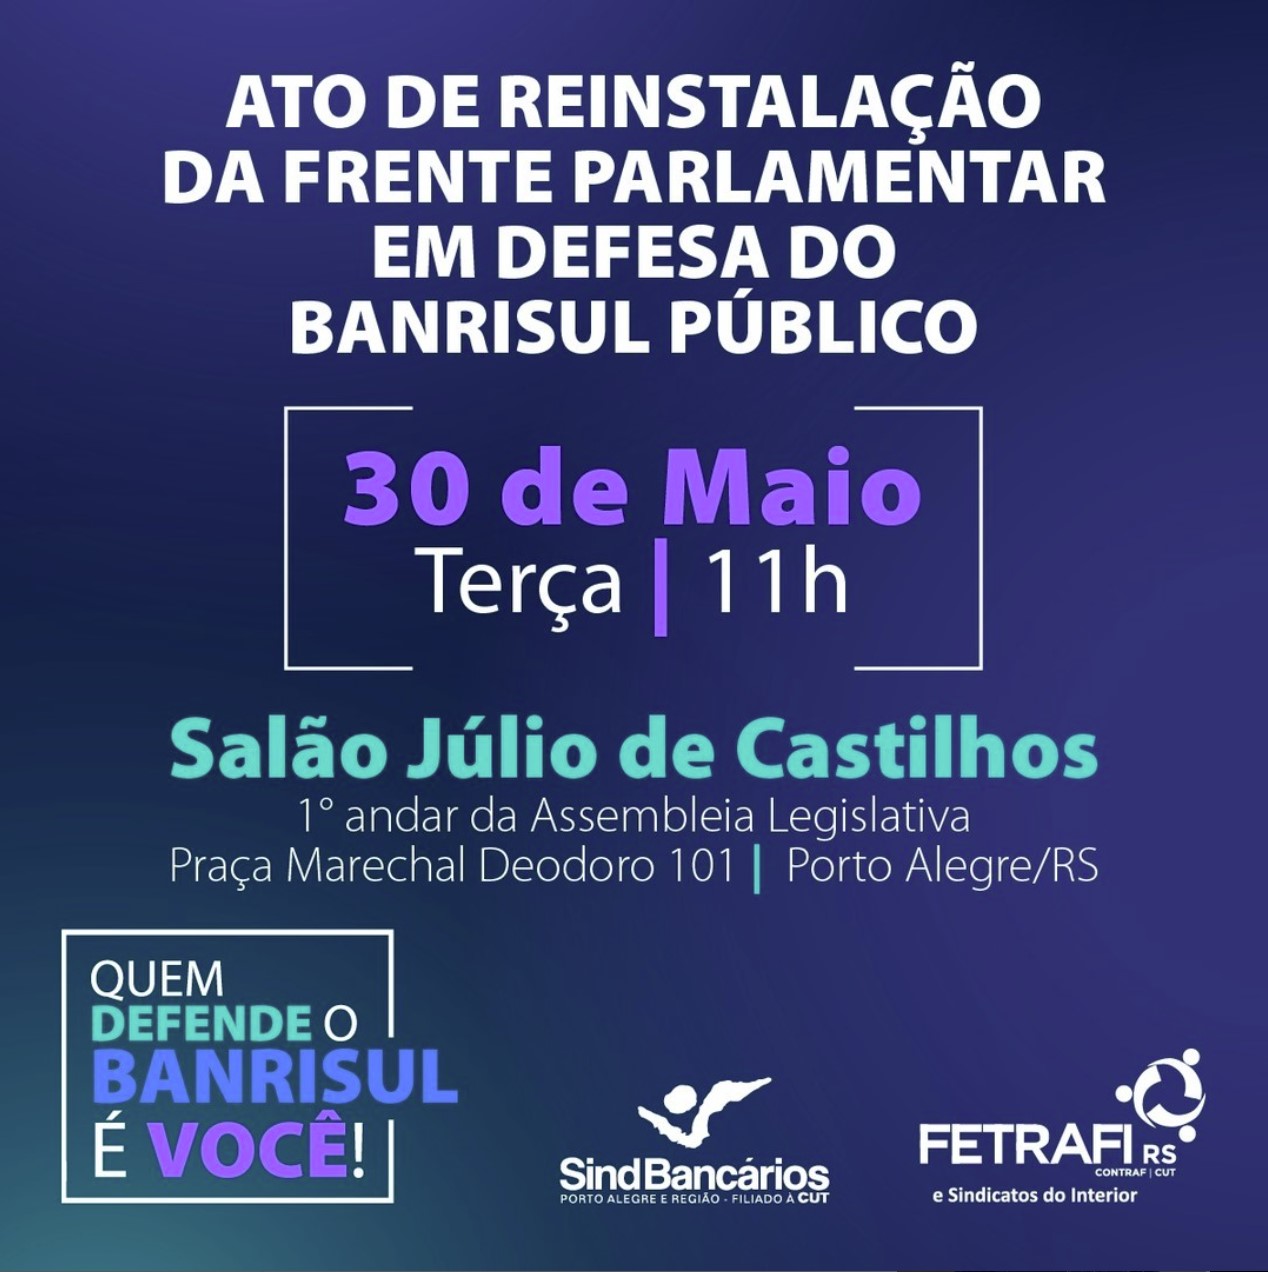 ATO DE REINSTALAÇÃO
DA FRENTE PARLAMENTAR
EM DEFESA DO
BANRISUL PÚBLICO
30 de Maio
Terça | 11h
Salão Júlio de Castilhos
1° andar da Assembleia Legislativa
Praça Marechal Deodoro 101 | Porto Alegre/RS
QUEM
DEFENDE O
BANRISUL
É VOCÊ!
SindBancários
PORTO ALEGRE E REGIÃO - FILIADO À CUT
FETRAFI RS
CONTRAF | CUT
e Sindicatos do Interior